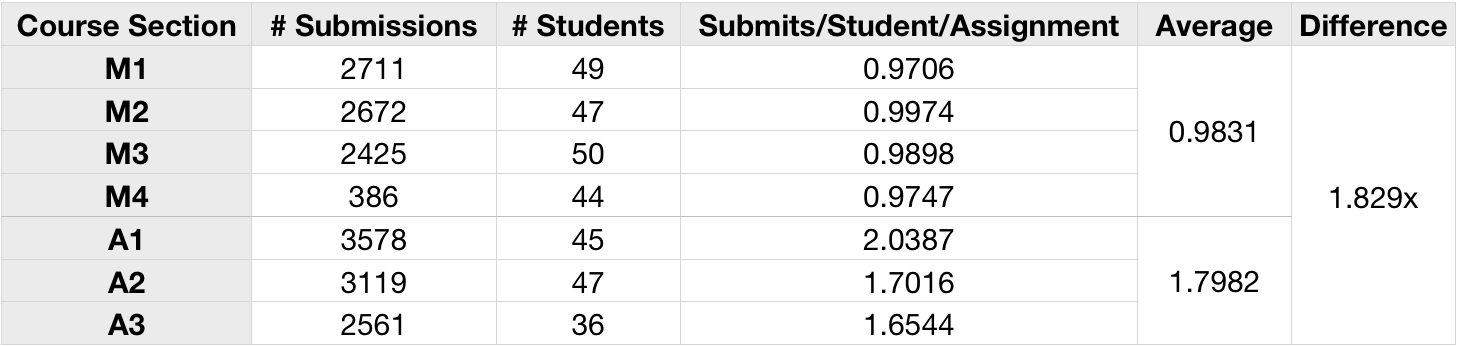 Course Section # Submissions # Students Submits/Student/Assignment Average Difference
M1 2711 49 0.9706
M2 2672 47 0.9974
0.9831
M3 2425 50 0.9898
M4 386 44 0.9747
1.829x
A1 3578 45 2.0387
A2 3119 47 1.7016 1.7982
A3 2561 36 1.6544